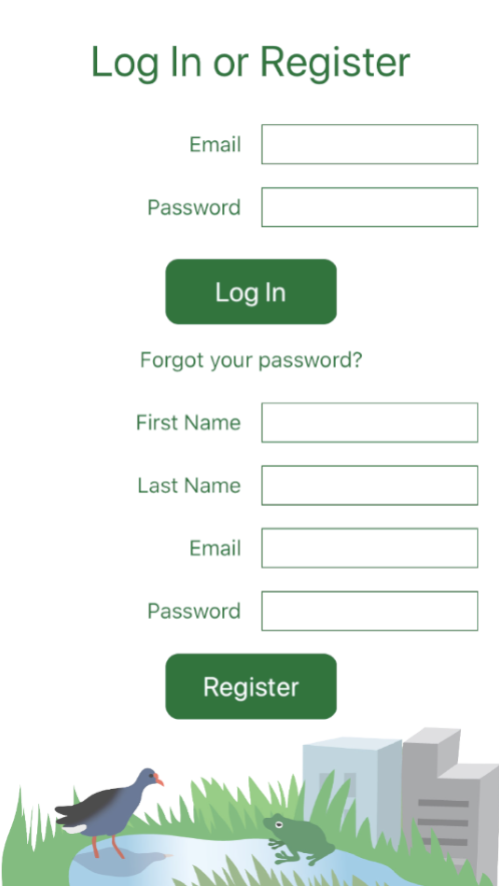 Log In or Register
Email
Password
Log In
Forgot your password?
First Name
Last Name
Email
Password
Register